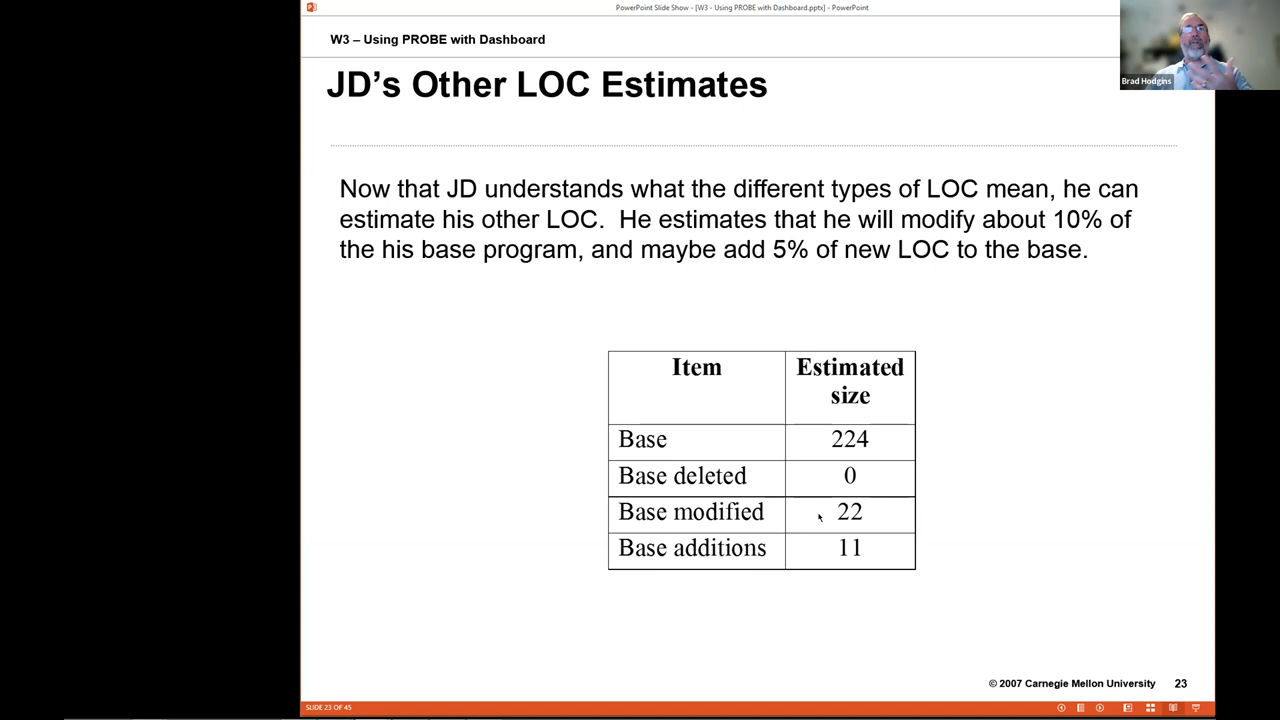 PowerPoint Slide Show - [W3 - Using PROBE with Dashboard.pptx] - PowerPoint
W3 – Using PROBE with Dashboard
Brad Hodgins
JD’s Other LOC Estimates
Now that JD understands what the different types of LOC mean, he can
estimate his other LOC.  He estimates that he will modify about 10% of
the his base program, and maybe add 5% of new LOC to the base.
Item Estimated
size
Base 224
Base deleted 0
Base modified 22
Base additions 11
© 2007 Carnegie Mellon University 23
SLIDE 23 OF 45